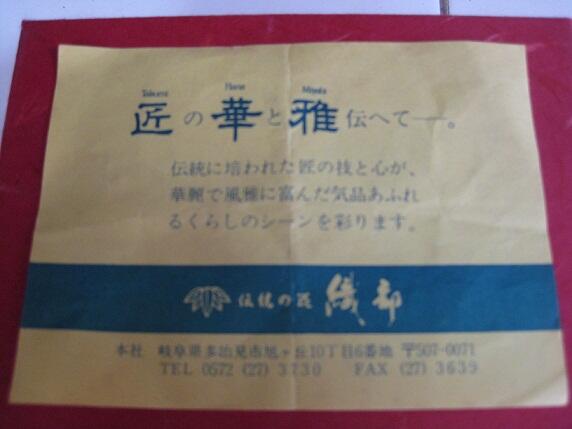 Takumi Hana Miyabi
匠の華と雅伝へて──。
伝統に培われた匠の技と心が、
華麗で風雅に富んだ気品あふれ
るくらしのシーンを彩ります。
伝統の器 織部
本社 岐阜県多治見市旭ヶ丘10丁目6番地 〒507-0071
TEL 0572 (27) 3730 FAX (27) 3639